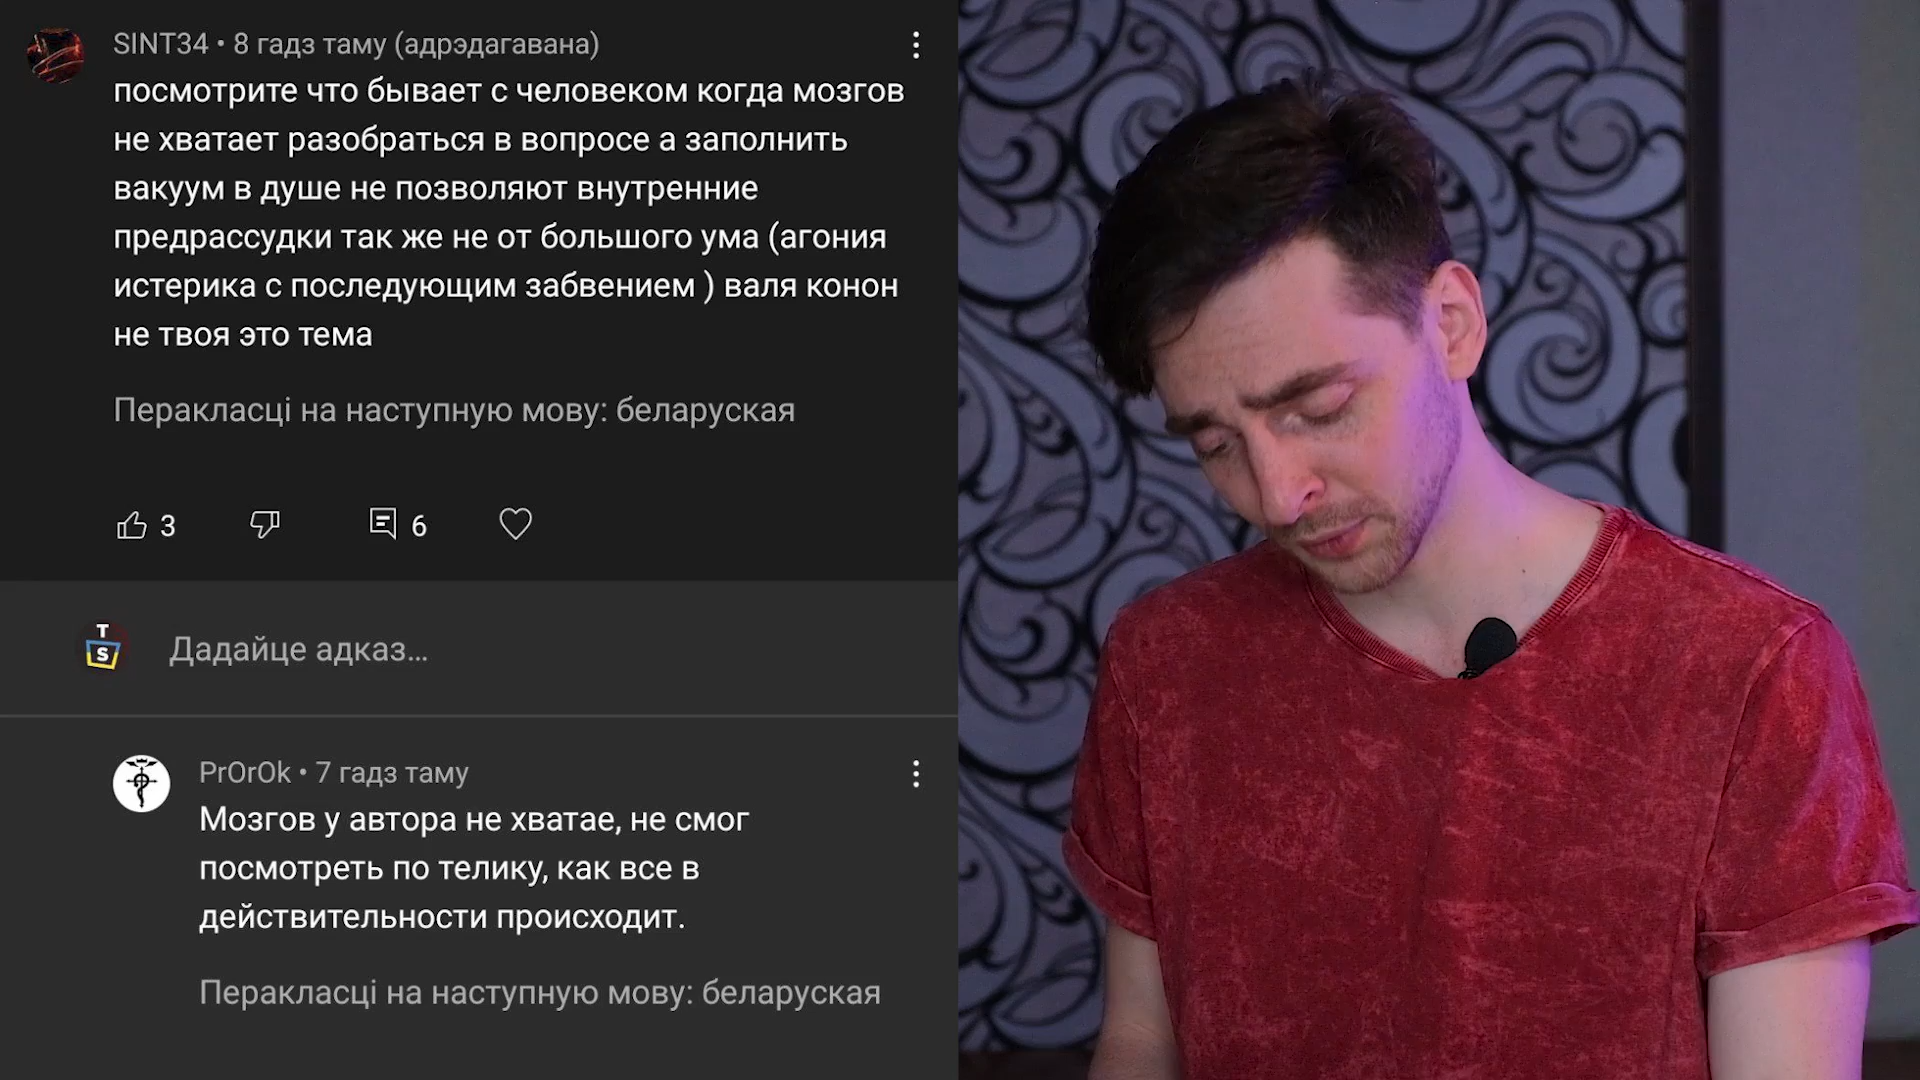 SINT34 • 8 гадз таму (адрэдагавана)
посмотрите что бывает с человеком когда мозгов
не хватает разобраться в вопросе а заполнить
вакуум в душе не позволяют внутренние
предрассудки так же не от большого ума (агония
истерика с последующим забвением ) валя конон
не твоя это тема
Перакласці на наступную мову: беларуская
3
6
T
S
Дадайце адказ...
PrOrOk • 7 гадз таму
Мозгов у автора не хватае, не смог
посмотреть по телику, как все в
действительности происходит.
Перакласці на наступную мову: беларуская